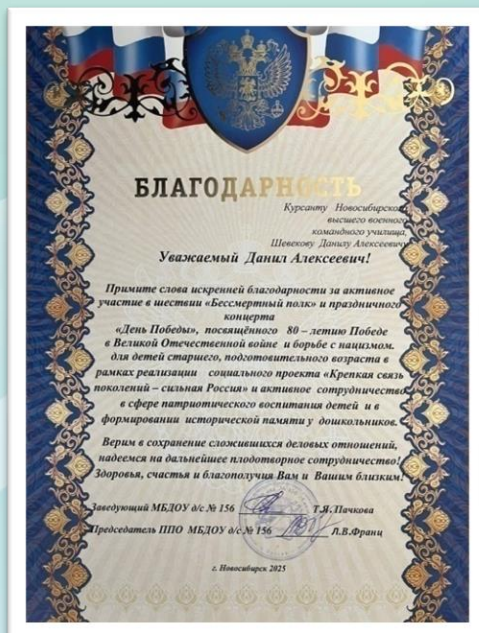 БЛАГОДАРНОСТЬ
Курсанту Новосибирского
высшего военного
командного училища,
Шевекову Данилу Алексеевичу
Уважаемый Данил Алексеевич!
Примите слова искренней благодарности за активное
участие в шествии «Бессмертный полк» и праздничного
концерта
«День Победы», посвящённого 80 – летию Победе
в Великой Отечественной войне и борьбе с нацизмом.
для детей старшего, подготовительного возраста в
рамках реализации социального проекта «Крепкая связь
поколений – сильная Россия» и активное сотрудничество
в сфере патриотического воспитания детей и в
формировании исторической памяти у дошкольников.
Верим в сохранение сложившихся деловых отношений,
надеемся на дальнейшее плодотворное сотрудничество!
Здоровья, счастья и благополучия Вам и Вашим близким!
Заведующий МБДОУ д/с № 156 Т.Я.Пачкова
Председатель ППО МБДОУ д/с № 156 Л.В.Франц
г. Новосибирск 2025